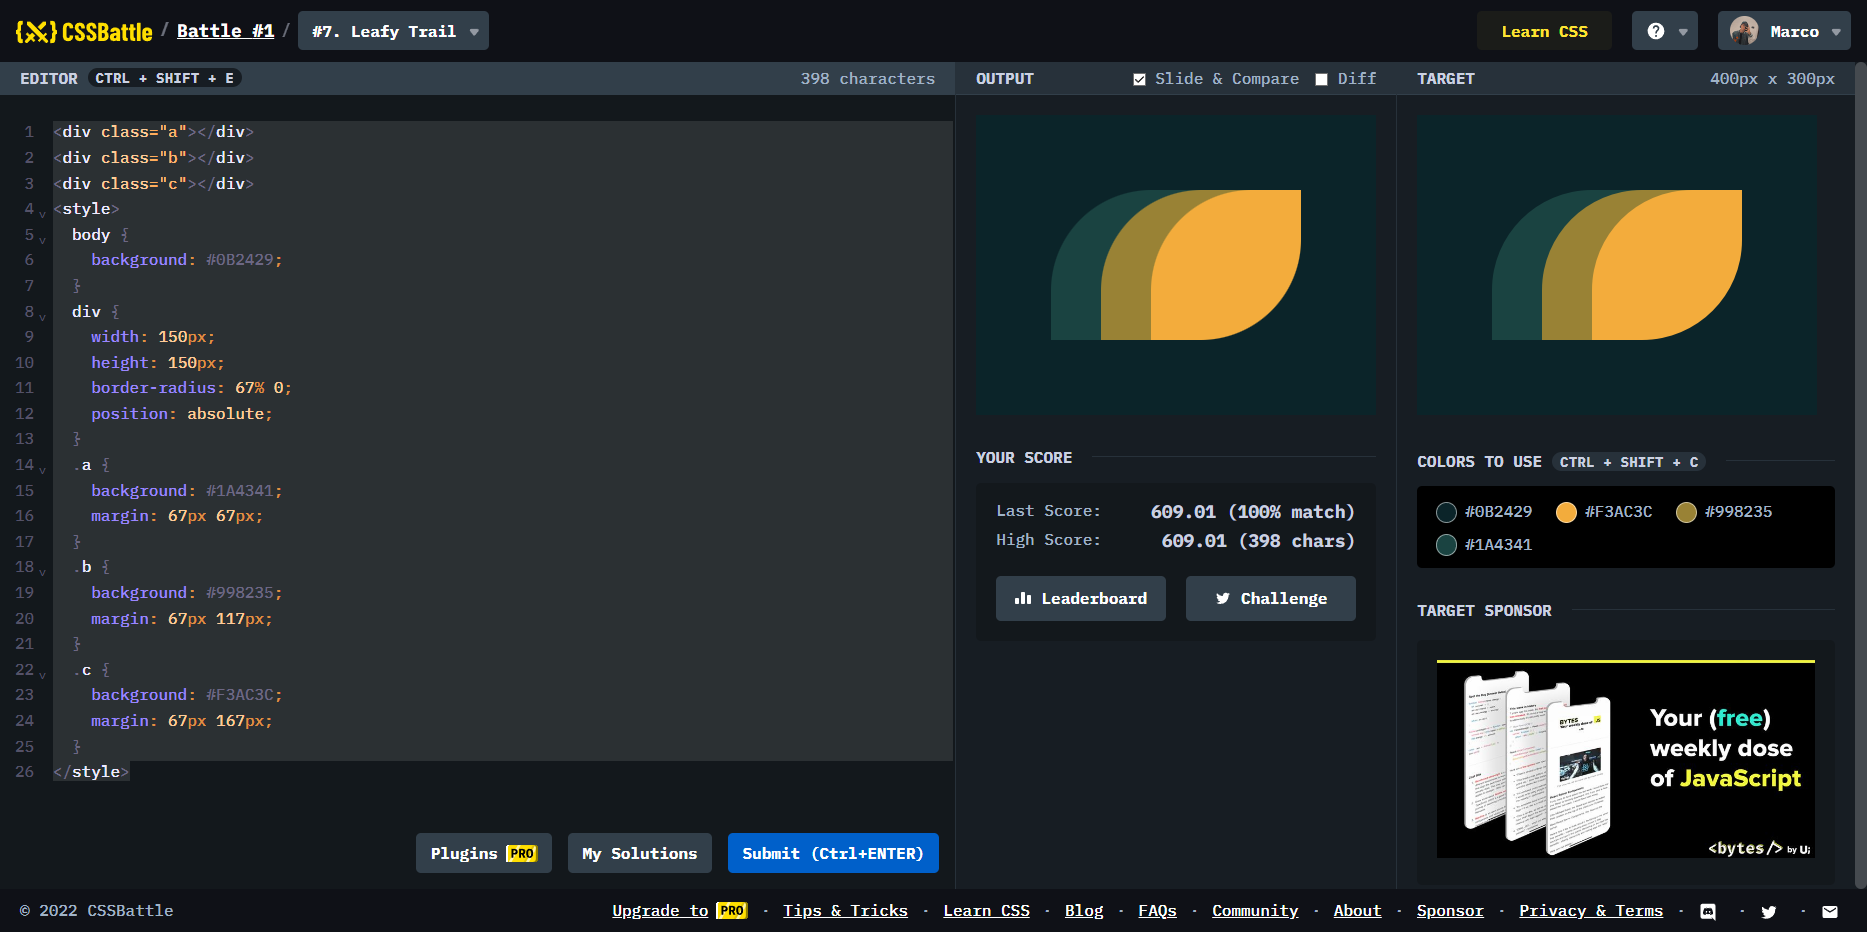 {X} CSSBattle / Battle #1 / #7. Leafy Trail
Learn CSS
? Marco
EDITOR CTRL + SHIFT + E 398 characters
1 <div class="a"></div>
2 <div class="b"></div>
3 <div class="c"></div>
4 <style>
5 body {
6 background: #0B2429;
7 }
8 div {
9 width: 150px;
10 height: 150px;
11 border-radius: 67% 0;
12 position: absolute;
13 }
14 .a {
15 background: #1A4341;
16 margin: 67px 67px;
17 }
18 .b {
19 background: #998235;
20 margin: 67px 117px;
21 }
22 .c {
23 background: #F3AC3C;
24 margin: 67px 167px;
25 }
26 </style>
Plugins PRO
My Solutions
Submit (Ctrl+ENTER)
OUTPUT Slide & Compare Diff
YOUR SCORE
Last Score: 609.01 (100% match)
High Score: 609.01 (398 chars)
Leaderboard
Challenge
TARGET 400px x 300px
COLORS TO USE CTRL + SHIFT + C
#0B2429 #F3AC3C #998235
#1A4341
TARGET SPONSOR
BYTES
Your (free)
weekly dose
of JavaScript
<bytes/> by U;
© 2022 CSSBattle
Upgrade to PRO · Tips & Tricks · Learn CSS · Blog · FAQs · Community · About · Sponsor · Privacy & Terms · · ·